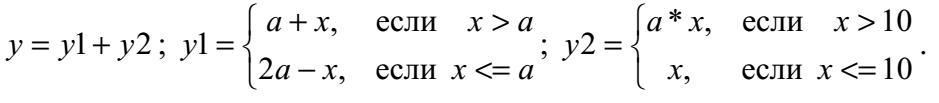 y = y1 + y2 ; y1 = { a + x, если x > a ; y2 = { a * x, если x > 10
2a − x, если x <= a x, если x <= 10 .